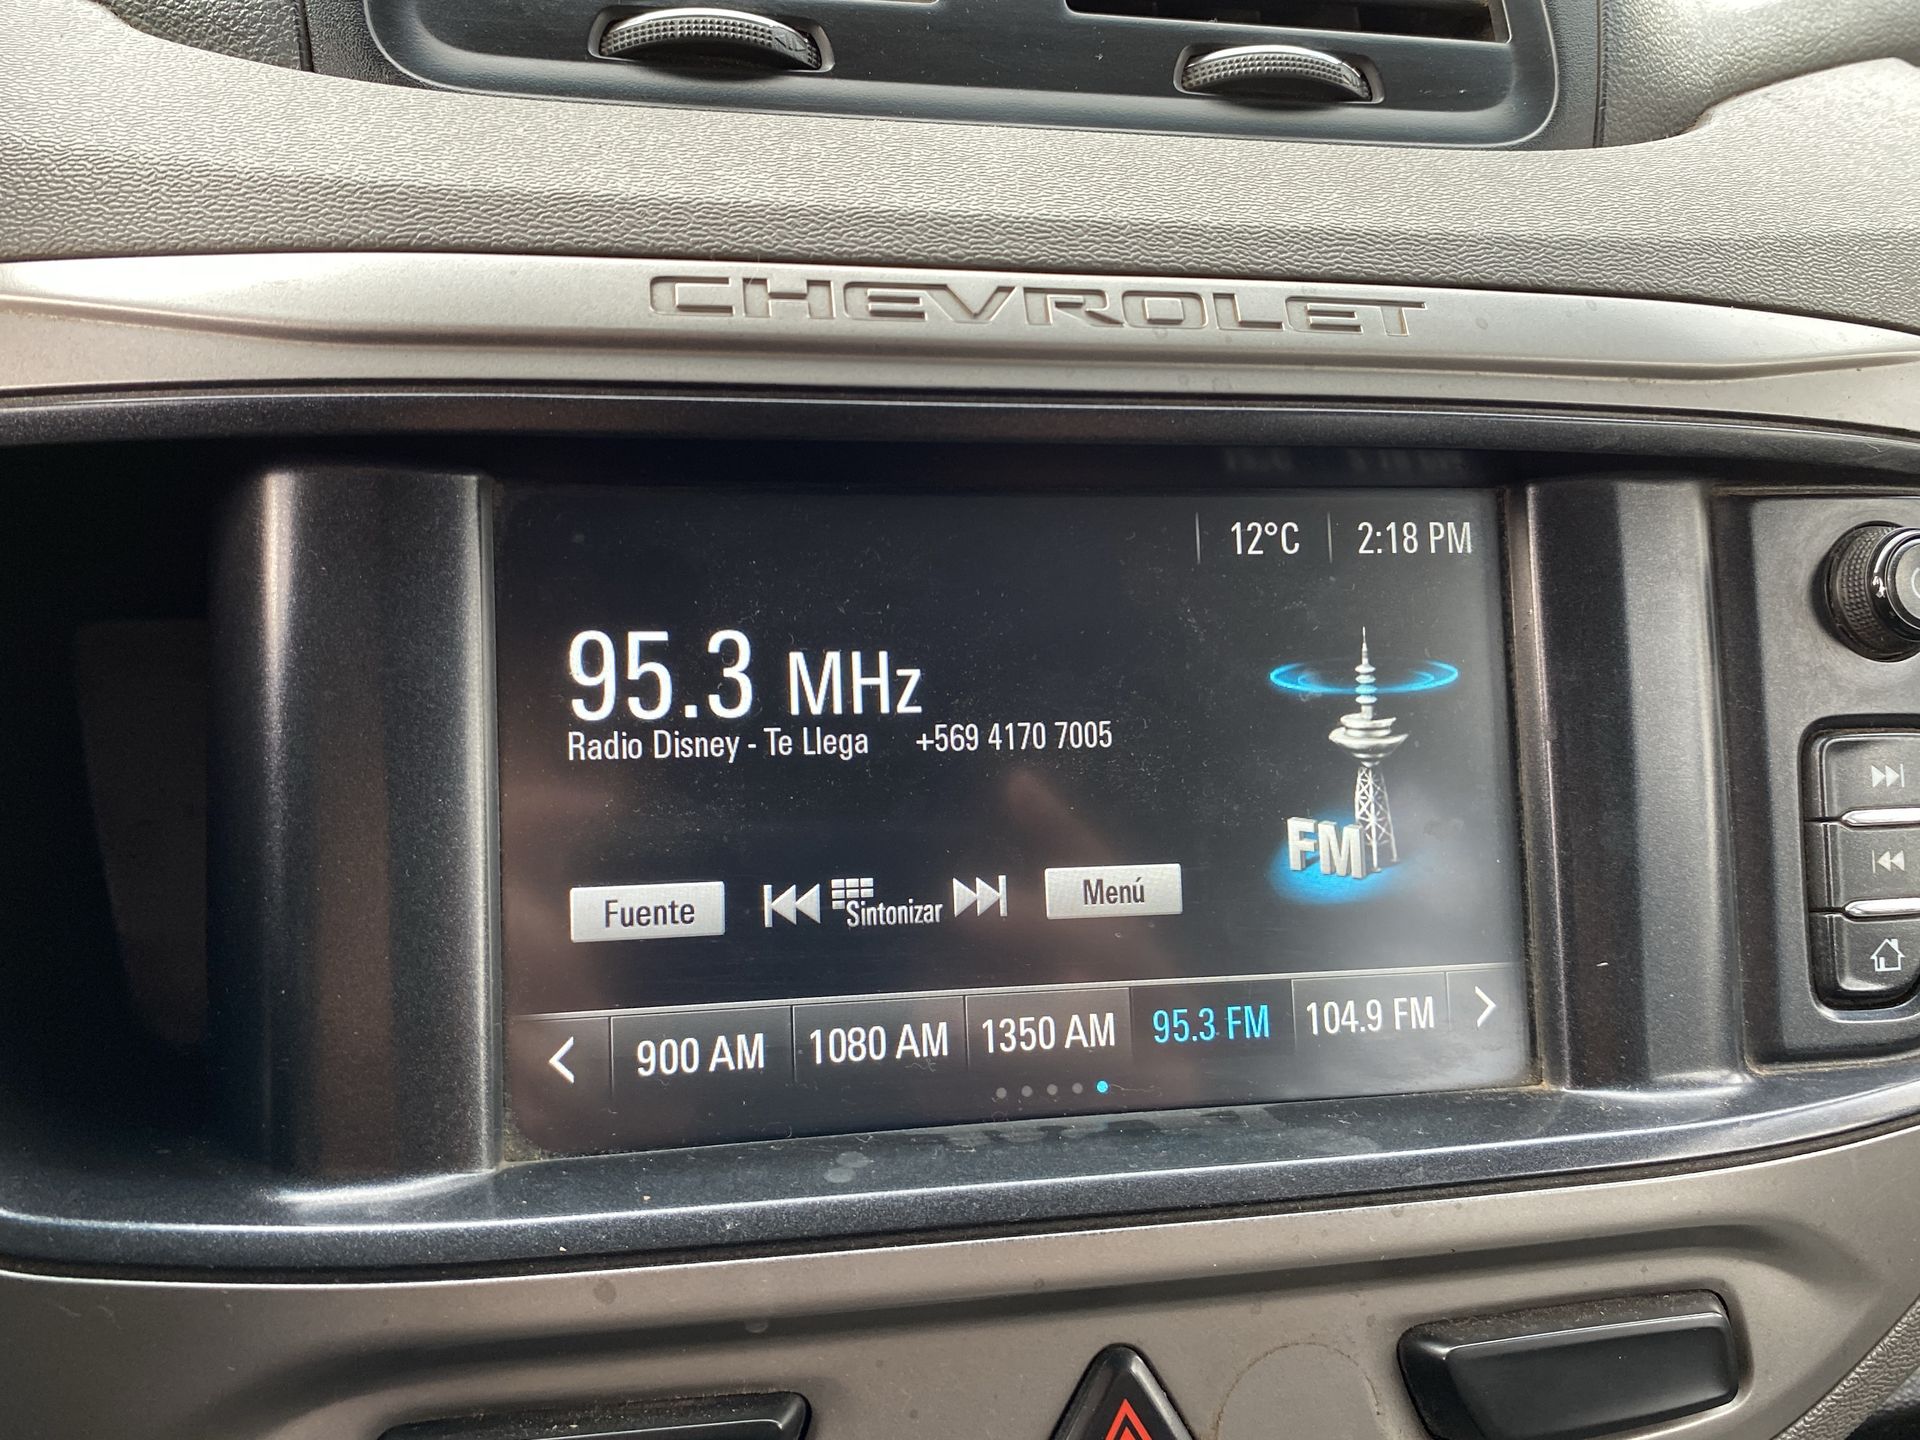 CHEVROLET
12°C 2:18 PM
95.3 MHz
Radio Disney - Te Llega +569 4170 7005
FM
Fuente Sintonizar Menú
900 AM 1080 AM 1350 AM 95.3 FM 104.9 FM